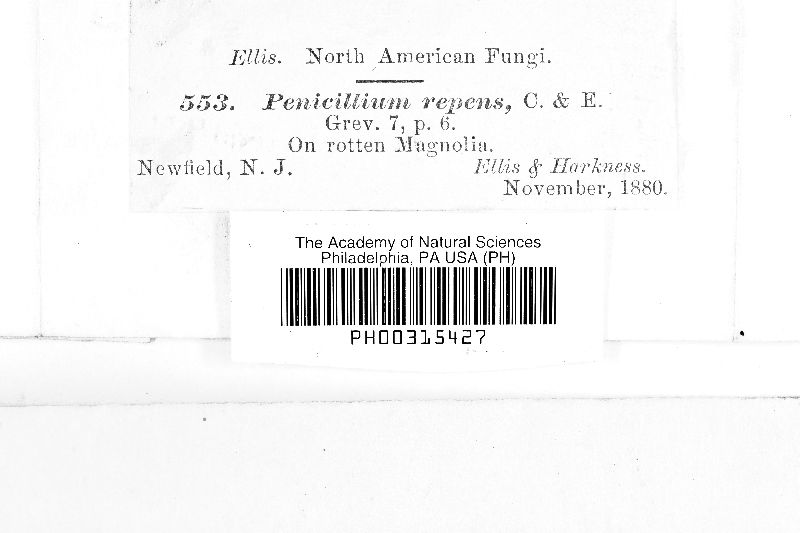 Ellis. North American Fungi.
553. Penicillium repens, C. & E.
Grev. 7, p. 6.
On rotten Magnolia.
Newfield, N. J. Ellis & Harkness.
November, 1880.
The Academy of Natural Sciences
Philadelphia, PA USA (PH)
PH00315427